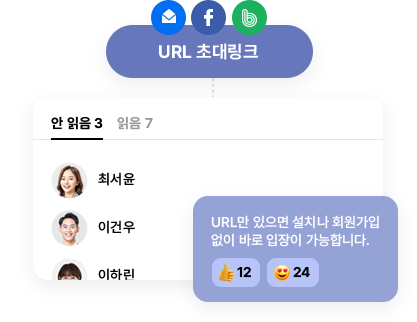 URL 초대링크
안 읽음 3 읽음 7
최서윤
이건우
이하린
URL만 있으면 설치나 회원가입
없이 바로 입장이 가능합니다.
👍 12 😍 24